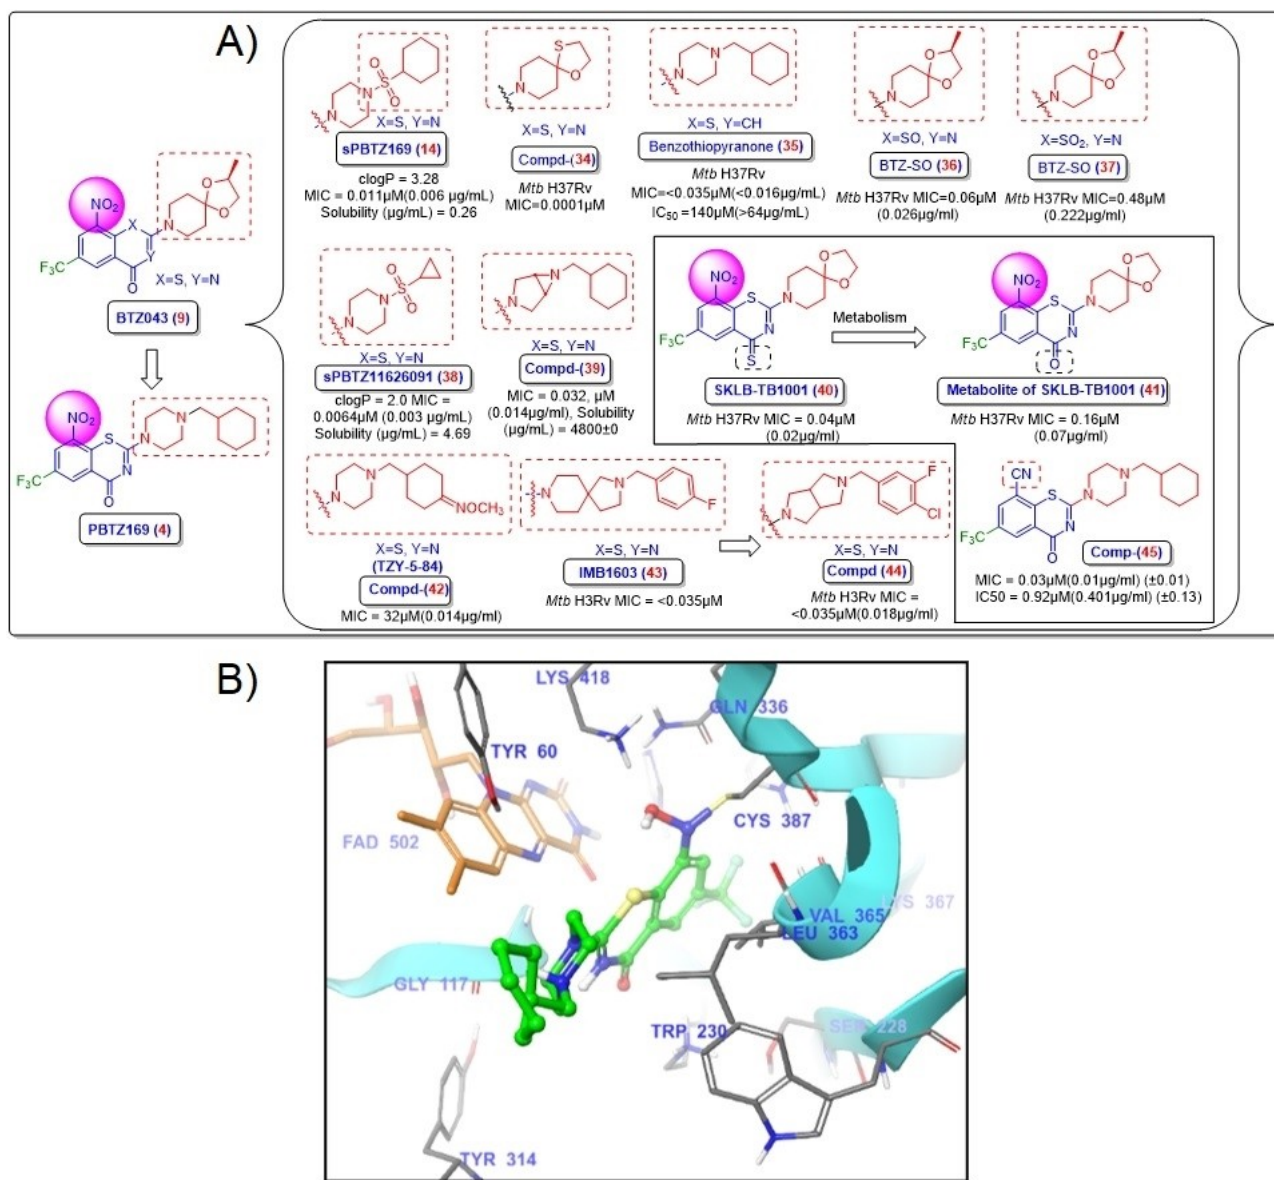 A)
X=S, Y=N
sPBTZ169 (14)
clogP = 3.28
MIC = 0.011µM(0.006 µg/mL)
Solubility (µg/mL) = 0.26
X=S, Y=N
Compd-(34)
Mtb H37Rv
MIC=0.0001µM
X=S, Y=CH
Benzothiopyranone (35)
Mtb H37Rv
MIC=<0.035µM(<0.016µg/mL)
IC50 =140µM(>64µg/mL)
X=SO, Y=N
BTZ-SO (36)
Mtb H37Rv MIC=0.06µM
(0.026µg/ml)
X=SO2, Y=N
BTZ-SO (37)
Mtb H37Rv MIC=0.48µM
(0.222µg/ml)
NO2
F3C
X=S, Y=N
BTZ043 (9)
NO2
F3C
PBTZ169 (4)
X=S, Y=N
sPBTZ11626091 (38)
clogP = 2.0 MIC =
0.0064µM (0.003 µg/mL)
Solubility (µg/mL) = 4.69
X=S, Y=N
Compd-(39)
MIC = 0.032, µM
(0.014µg/ml), Solubility
(µg/mL) = 4800±0
NO2
F3C
SKLB-TB1001 (40)
Mtb H37Rv MIC = 0.04µM
(0.02µg/ml)
Metabolism
NO2
F3C
Metabolite of SKLB-TB1001 (41)
Mtb H37Rv MIC = 0.16µM
(0.07µg/ml)
NOCH3
X=S, Y=N
(TZY-5-84)
Compd-(42)
MIC = 32µM(0.014µg/ml)
F
X=S, Y=N
IMB1603 (43)
Mtb H3Rv MIC = <0.035µM
F
Cl
X=S, Y=N
Compd (44)
Mtb H3Rv MIC =
<0.035µM(0.018µg/ml)
CN
F3C
Comp-(45)
MIC = 0.03µM(0.01µg/ml) (±0.01)
IC50 = 0.92µM(0.401µg/ml) (±0.13)
B)
LYS 418
GLN 336
TYR 60
CYS 387
FAD 502
LYS 367
VAL 365
LEU 363
GLY 117
TRP 230
SER 228
TYR 314